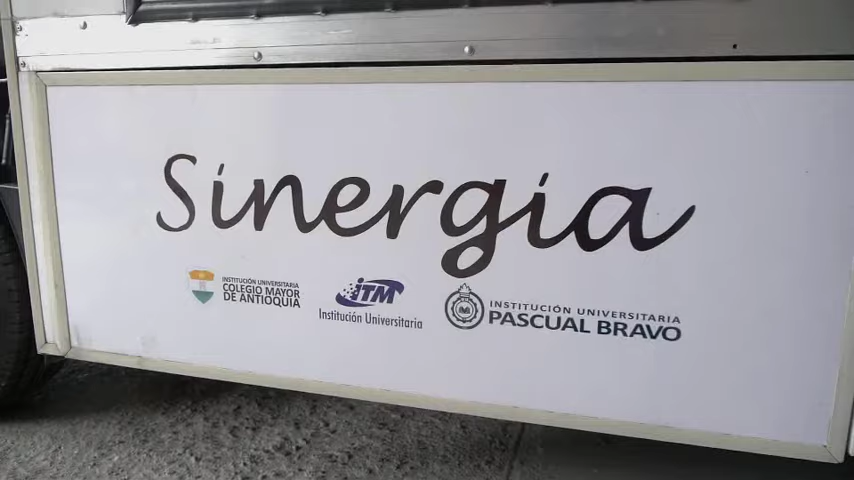 Sinergia
INSTITUCIÓN UNIVERSITARIA
COLEGIO MAYOR
DE ANTIOQUIA
ITM
Institución Universitaria
INSTITUCIÓN UNIVERSITARIA
PASCUAL BRAVO